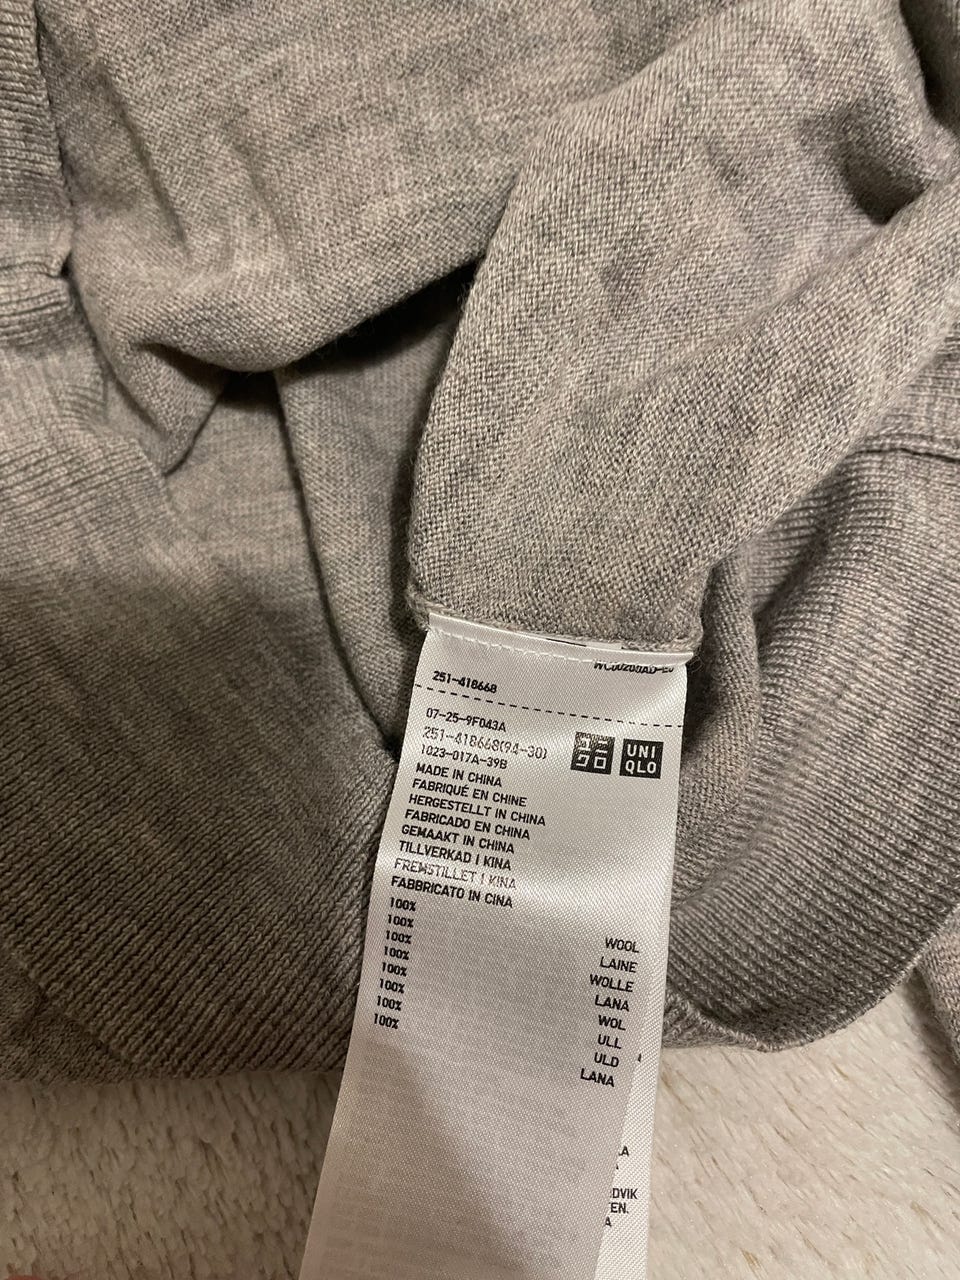 251-418668
07-25-9F043A
251-418668(94-30)
1023-017A-39B
UNI
QLO
MADE IN CHINA
FABRIQUÉ EN CHINE
HERGESTELLT IN CHINA
FABRICADO EN CHINA
GEMAAKT IN CHINA
TILLVERKAD I KINA
FREMSTILLET I KINA
FABBRICATO IN CINA
100% WOOL
100% LAINE
100% WOLLE
100% LANA
100% WOL
100% ULL
100% ULD
100% LANA